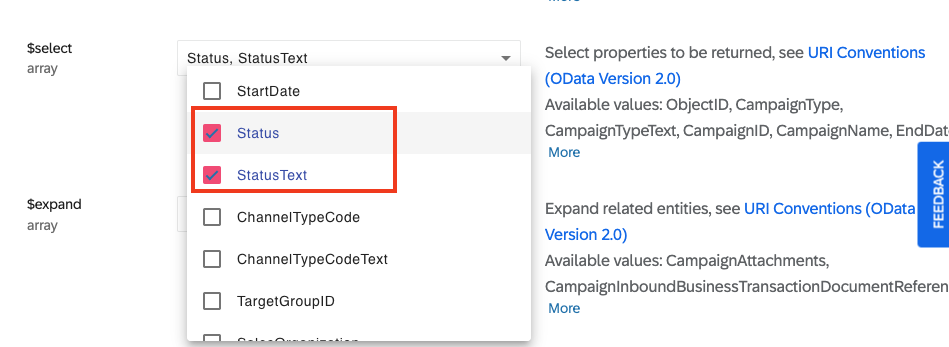 More
$select
array
Status, StatusText
Select properties to be returned, see URI Conventions
(OData Version 2.0)
Available values: ObjectID, CampaignType,
CampaignTypeText, CampaignID, CampaignName, EndDate
More
StartDate
Status
StatusText
ChannelTypeCode
ChannelTypeCodeText
TargetGroupID
SalesOrganization
$expand
array
Expand related entities, see URI Conventions (OData
Version 2.0)
Available values: CampaignAttachments,
CampaignInboundBusinessTransactionDocumentReferen
More
FEEDBACK